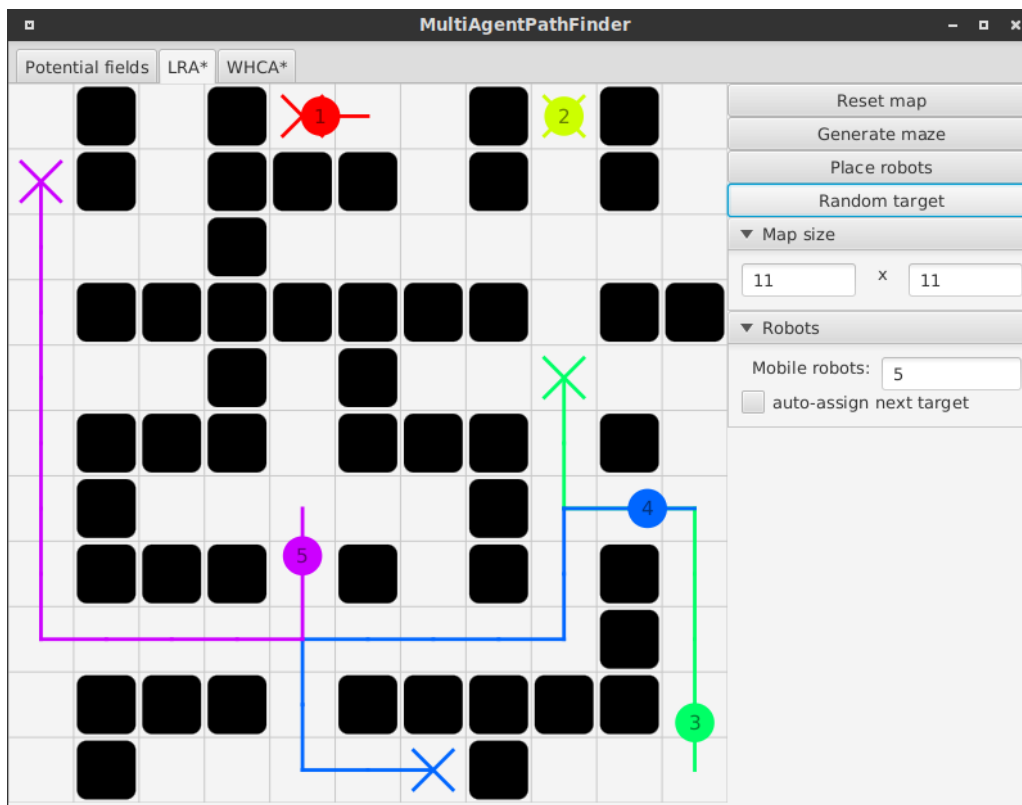 MultiAgentPathFinder
Potential fields LRA* WHCA*
Reset map
Generate maze
Place robots
Random target
Map size
11 x 11
Robots
Mobile robots: 5
auto-assign next target
1
2
4
5
3